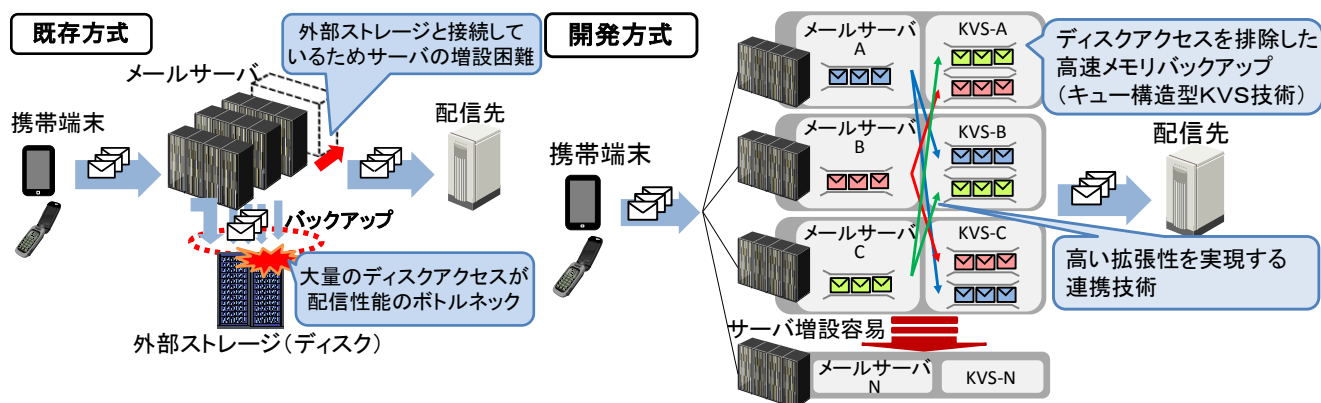 既存方式
外部ストレージと接続して
いるためサーバの増設困難
メールサーバ
携帯端末
配信先
バックアップ
大量のディスクアクセスが
配信性能のボトルネック
外部ストレージ(ディスク)
開発方式
携帯端末
メールサーバ
A
KVS-A
メールサーバ
B
KVS-B
メールサーバ
C
KVS-C
ディスクアクセスを排除した
高速メモリバックアップ
(キュー構造型KVS技術)
配信先
高い拡張性を実現する
連携技術
サーバ増設容易
メールサーバ
N
KVS-N